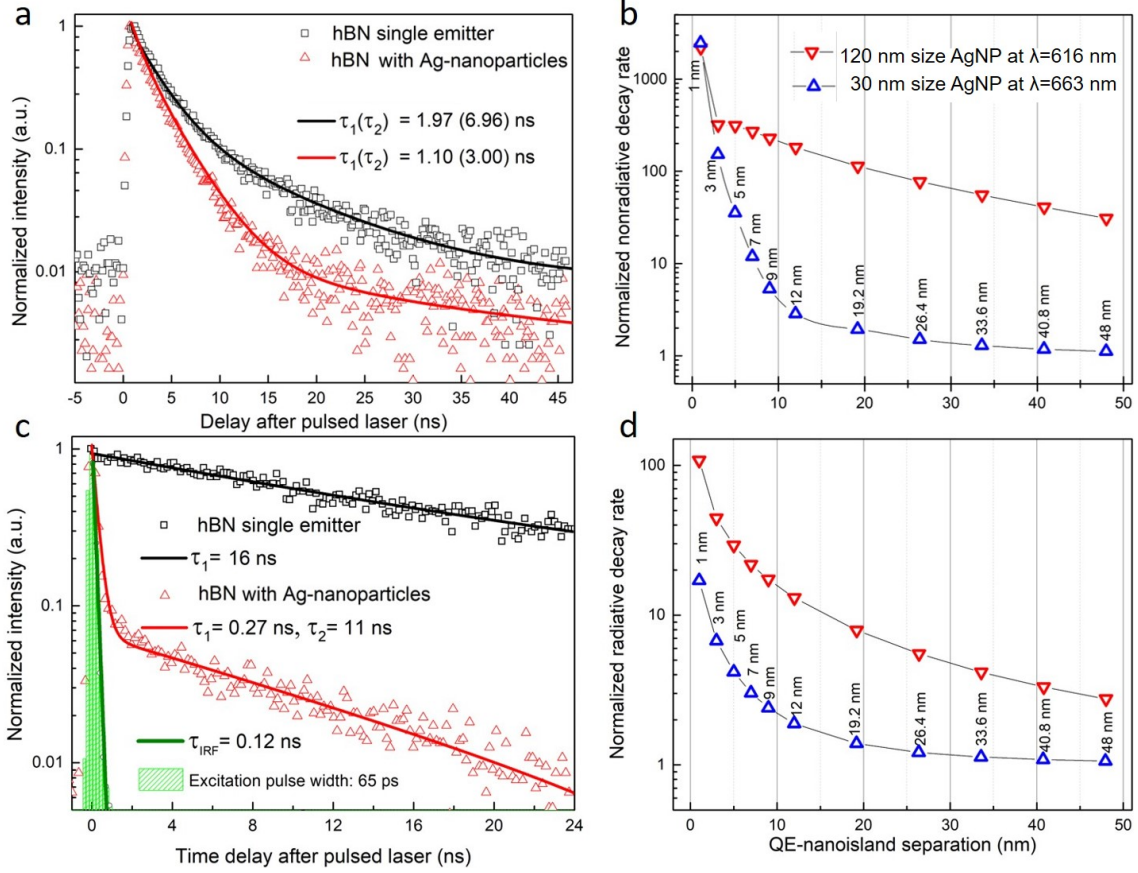 a
Normalized intensity (a.u.)
1
0.1
0.01
hBN single emitter
hBN with Ag-nanoparticles
τ1(τ2) = 1.97 (6.96) ns
τ1(τ2) = 1.10 (3.00) ns
-5 0 5 10 15 20 25 30 35 40 45
Delay after pulsed laser (ns)
b
Normalized nonradiative decay rate
1000
100
10
1
120 nm size AgNP at λ=616 nm
30 nm size AgNP at λ=663 nm
1 nm
3 nm
5 nm
7 nm
9 nm
12 nm
19.2 nm
26.4 nm
33.6 nm
40.8 nm
48 nm
0 10 20 30 40 50
c
Normalized intensity (a.u.)
1
0.1
0.01
hBN single emitter
τ1= 16 ns
hBN with Ag-nanoparticles
τ1= 0.27 ns, τ2= 11 ns
τIRF= 0.12 ns
Excitation pulse width: 65 ps
0 4 8 12 16 20 24
Time delay after pulsed laser (ns)
d
Normalized radiative decay rate
100
10
1
1 nm
3 nm
5 nm
7 nm
9 nm
12 nm
19.2 nm
26.4 nm
33.6 nm
40.8 nm
48 nm
0 10 20 30 40 50
QE-nanoisland separation (nm)